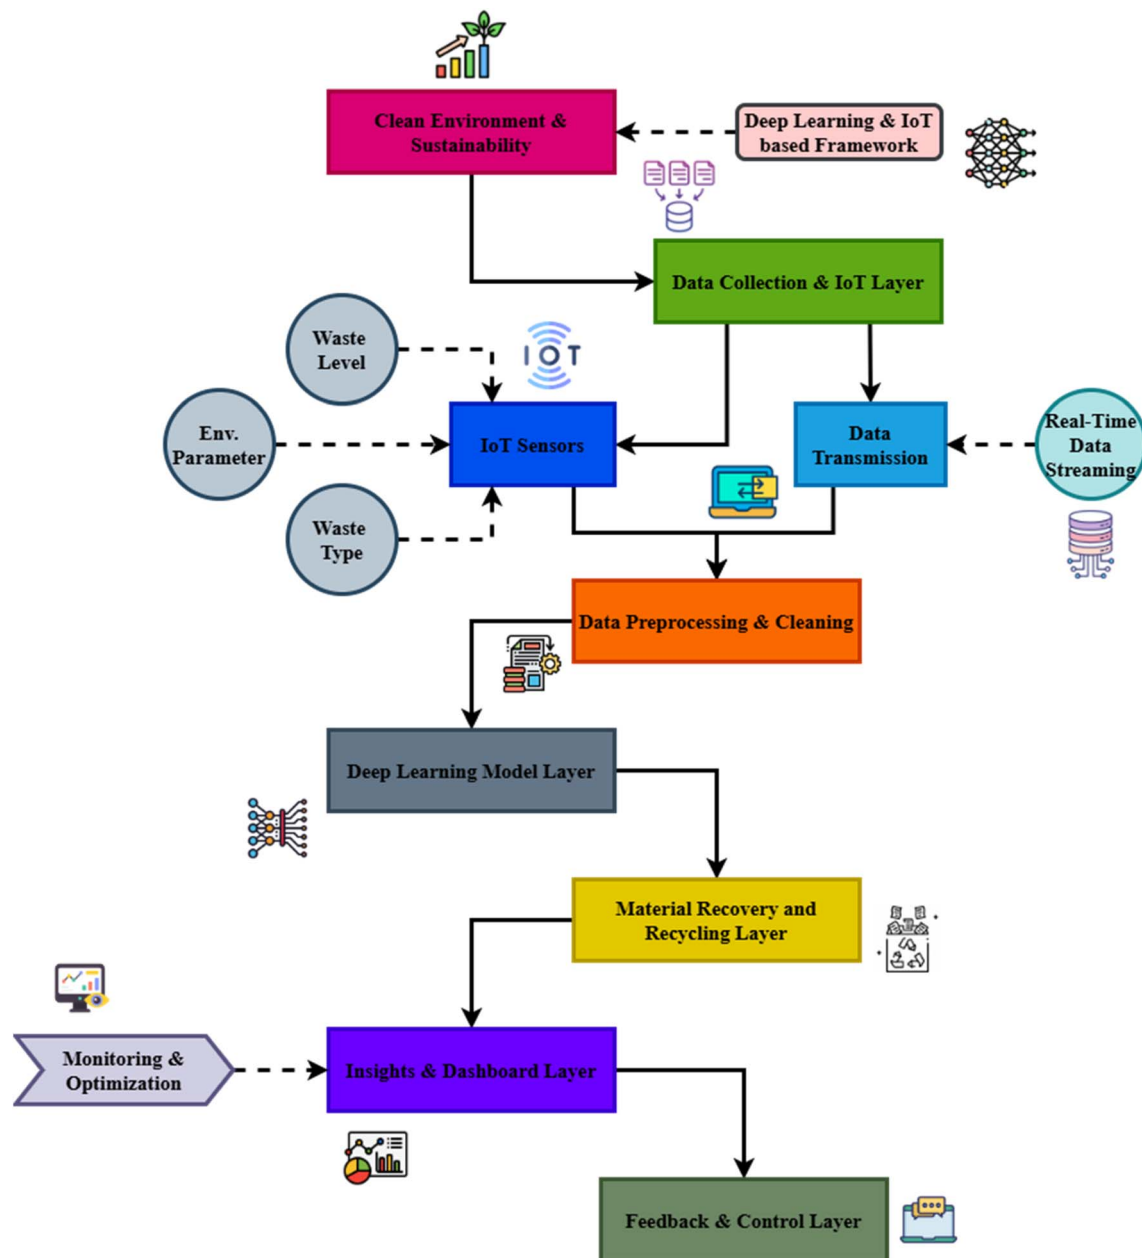 Clean Environment &
Sustainability
Deep Learning & IoT
based Framework
Data Collection & IoT Layer
Waste
Level
IOT
Env.
Parameter
IoT Sensors
Data
Transmission
Real-Time
Data
Streaming
Waste
Type
Data Preprocessing & Cleaning
Deep Learning Model Layer
Material Recovery and
Recycling Layer
Monitoring &
Optimization
Insights & Dashboard Layer
Feedback & Control Layer